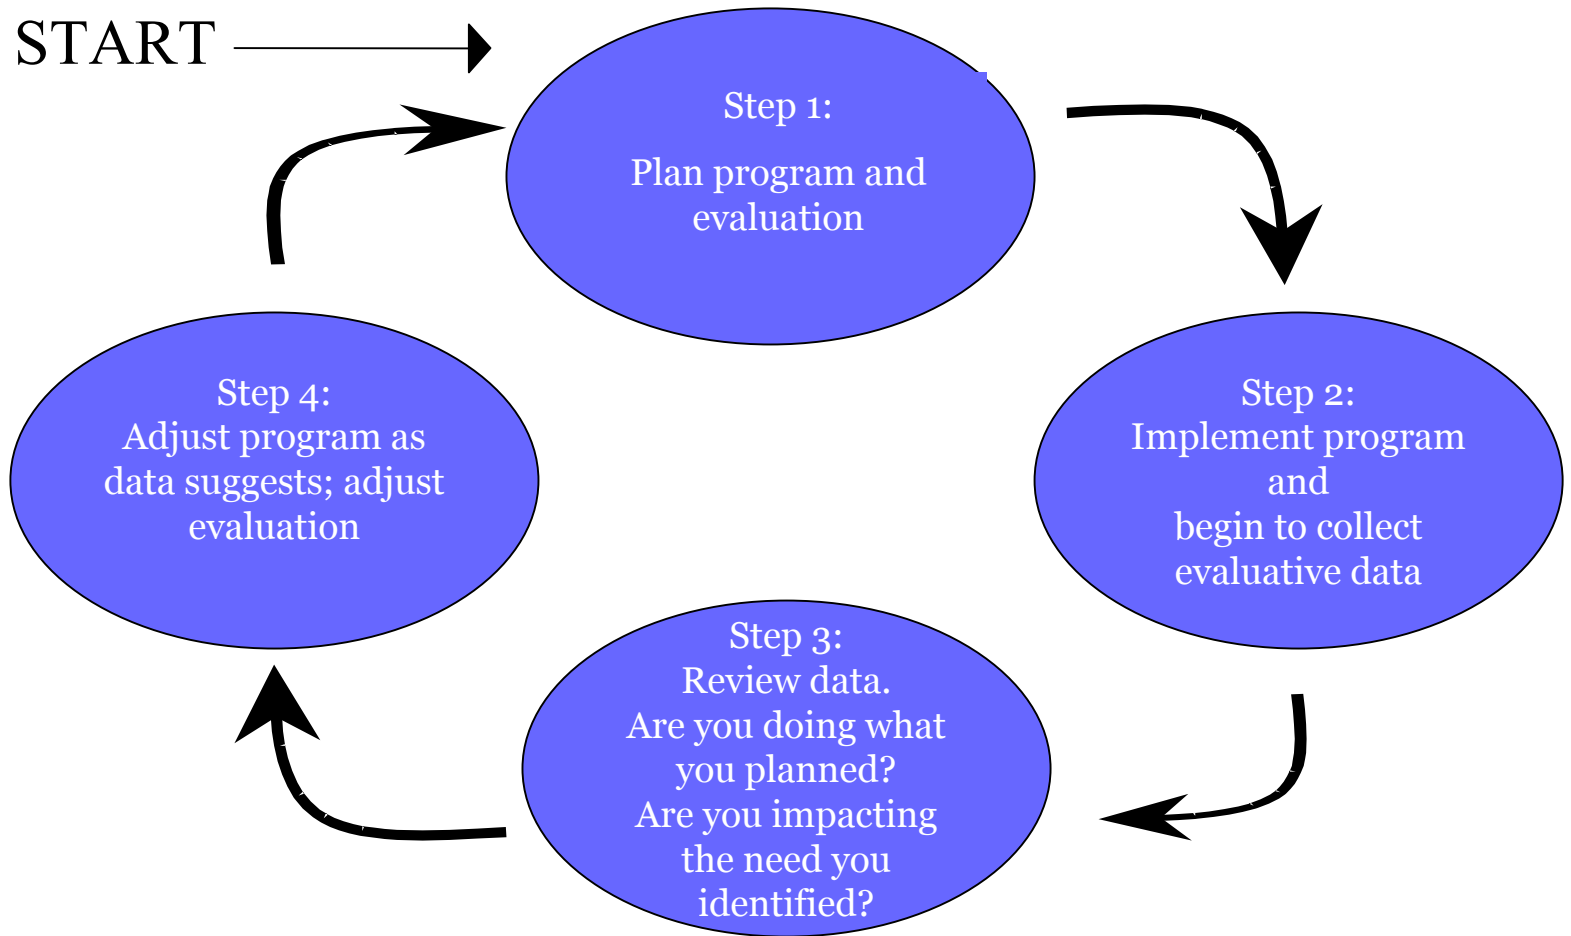 START
Step 1:
Plan program and
evaluation
Step 2:
Implement program
and
begin to collect
evaluative data
Step 3:
Review data.
Are you doing what
you planned?
Are you impacting
the need you
identified?
Step 4:
Adjust program as
data suggests; adjust
evaluation